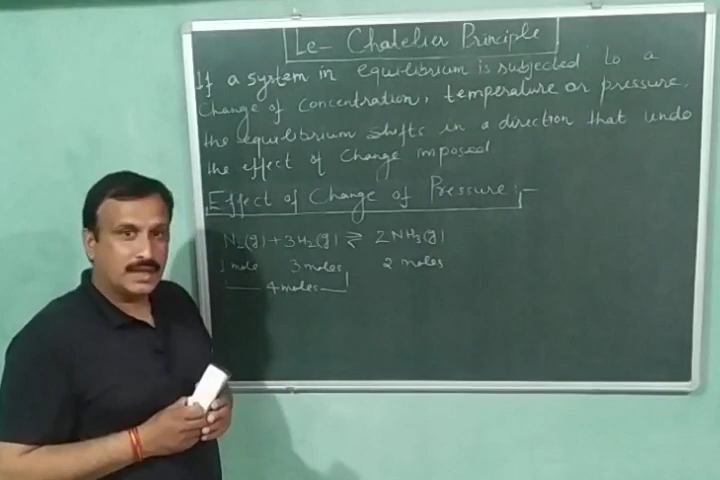 Le-Chatelier Principle
If a system in equilibrium is subjected to a
change of concentration, temperature or pressure,
the equilibrium shifts in a direction that undo
the effect of change imposed
Effect of Change of Pressure:-
N₂(g) + 3H₂(g) ⇌ 2NH₃(g)
1 mole 3 moles 2 moles
4 moles